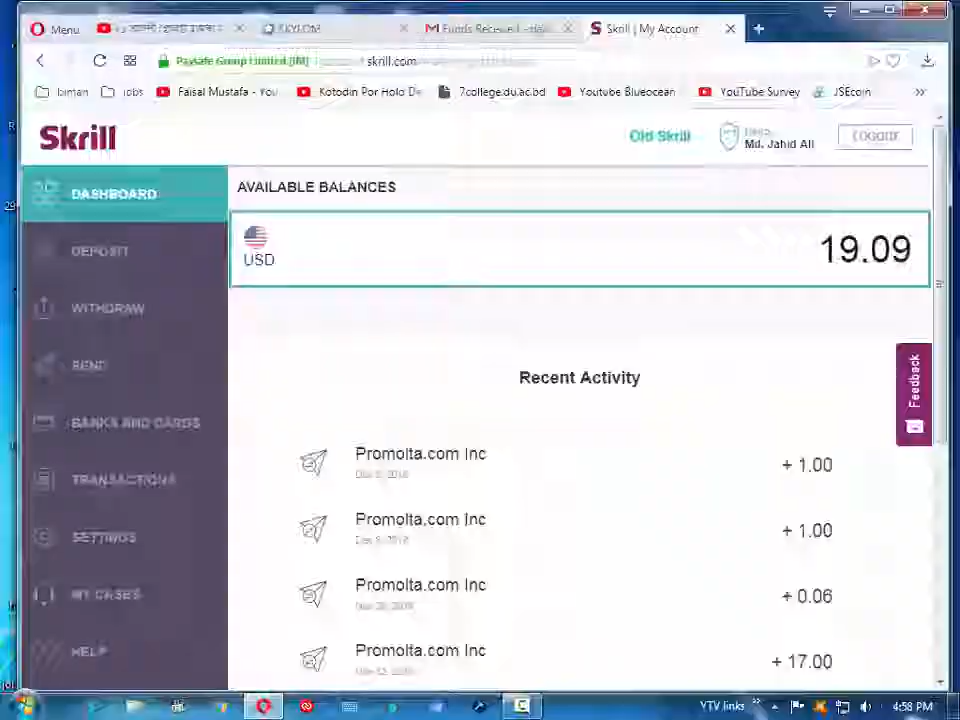 Menu
Skrill | My Account
Paysafe Group Limited [IM]
skrill.com
biman
jobs
Faisal Mustafa - You
Kotodin Por Holo De
7college.du.ac.bd
Youtube Blueocean
YouTube Survey
JSEcoin
Skrill
Old Skrill
Md. Jahid Ali
LOGOUT
DASHBOARD
AVAILABLE BALANCES
DEPOSIT
USD
19.09
WITHDRAW
SEND
Recent Activity
Feedback
BANKS AND CARDS
Promolta.com Inc
+ 1.00
TRANSACTIONS
Promolta.com Inc
+ 1.00
SETTINGS
Promolta.com Inc
+ 0.06
MY CASES
HELP
Promolta.com Inc
+ 17.00
YTV links
4:58 PM